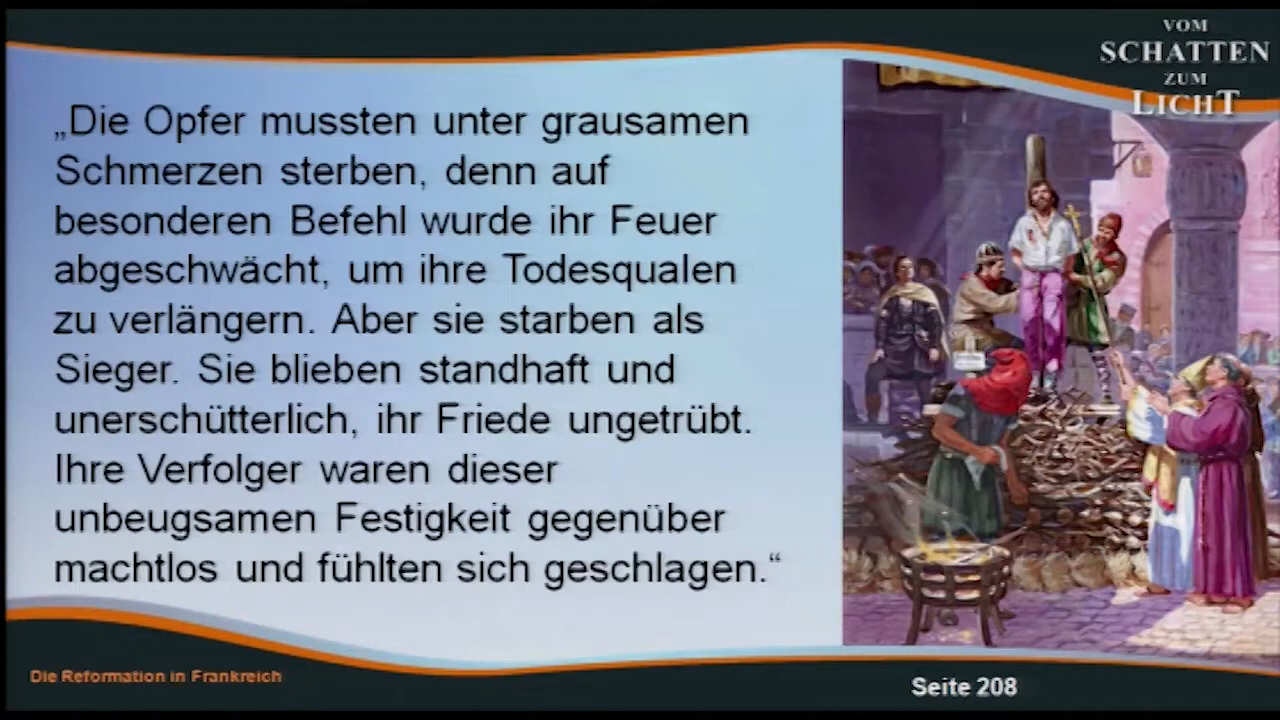 VOM
SCHATTEN
ZUM
LICHT
„Die Opfer mussten unter grausamen
Schmerzen sterben, denn auf
besonderen Befehl wurde ihr Feuer
abgeschwächt, um ihre Todesqualen
zu verlängern. Aber sie starben als
Sieger. Sie blieben standhaft und
unerschütterlich, ihr Friede ungetrübt.
Ihre Verfolger waren dieser
unbeugsamen Festigkeit gegenüber
machtlos und fühlten sich geschlagen.“
Die Reformation in Frankreich
Seite 208